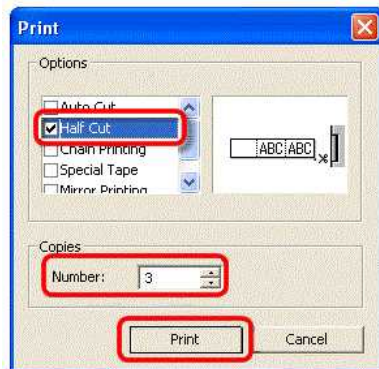 Print
Options
Auto Cut
Half Cut
Chain Printing
Special Tape
Mirror Printing
ABC ABC
Copies
Number: 3
Print Cancel